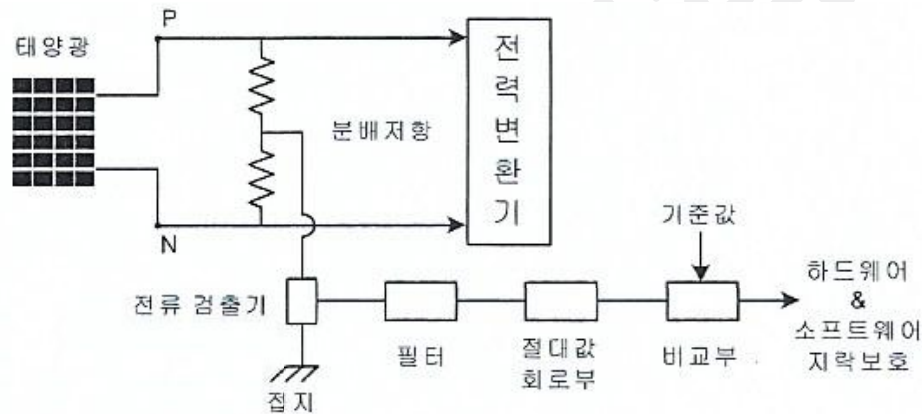 P
태양광
전력변환기
분배저항
N
기준값
하드웨어
&
소프트웨어
지락보호
전류 검출기
필터
절대값
회로부
비교부
접지